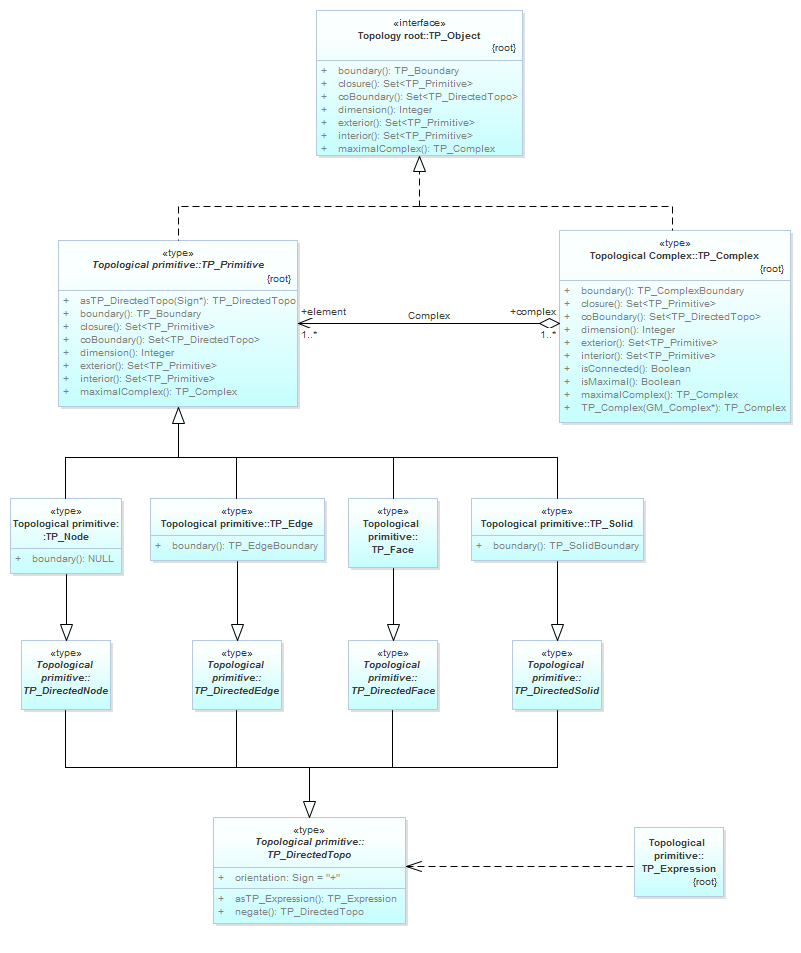 «interface»
Topology root::TP_Object
{root}
+ boundary(): TP_Boundary
+ closure(): Set<TP_Primitive>
+ coBoundary(): Set<TP_DirectedTopo>
+ dimension(): Integer
+ exterior(): Set<TP_Primitive>
+ interior(): Set<TP_Primitive>
+ maximalComplex(): TP_Complex
«type»
Topological primitive::TP_Primitive
{root}
+ asTP_DirectedTopo(Sign*): TP_DirectedTopo
+ boundary(): TP_Boundary
+ closure(): Set<TP_Primitive>
+ coBoundary(): Set<TP_DirectedTopo>
+ dimension(): Integer
+ exterior(): Set<TP_Primitive>
+ interior(): Set<TP_Primitive>
+ maximalComplex(): TP_Complex
+element
1..*
Complex
+complex
1..*
«type»
Topological Complex::TP_Complex
{root}
+ boundary(): TP_ComplexBoundary
+ closure(): Set<TP_Primitive>
+ coBoundary(): Set<TP_DirectedTopo>
+ dimension(): Integer
+ exterior(): Set<TP_Primitive>
+ interior(): Set<TP_Primitive>
+ isConnected(): Boolean
+ isMaximal(): Boolean
+ maximalComplex(): TP_Complex
+ TP_Complex(GM_Complex*): TP_Complex
«type»
Topological primitive:
:TP_Node
+ boundary(): NULL
«type»
Topological primitive::TP_Edge
+ boundary(): TP_EdgeBoundary
«type»
Topological
primitive::
TP_Face
«type»
Topological primitive::TP_Solid
+ boundary(): TP_SolidBoundary
«type»
Topological
primitive::
TP_DirectedNode
«type»
Topological
primitive::
TP_DirectedEdge
«type»
Topological
primitive::
TP_DirectedFace
«type»
Topological
primitive::
TP_DirectedSolid
«type»
Topological primitive::
TP_DirectedTopo
+ orientation: Sign = "+"
+ asTP_Expression(): TP_Expression
+ negate(): TP_DirectedTopo
Topological
primitive::
TP_Expression
{root}